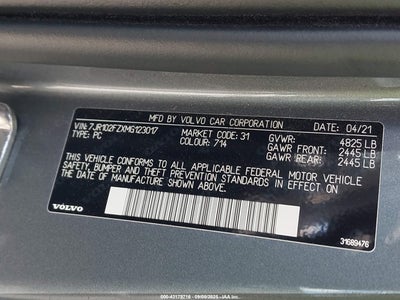 MFD BY VOLVO CAR CORPORATION DATE: 04/21
VIN: 7JR102FZXMG123017 MARKET CODE: 31 GVWR: 4825 LB
TYPE: PC COLOUR: 714 GAWR FRONT: 2445 LB
GAWR REAR: 2445 LB
THIS VEHICLE CONFORMS TO ALL APPLICABLE FEDERAL MOTOR VEHICLE
SAFETY, BUMPER AND THEFT PREVENTION STANDARDS IN EFFECT ON THE
DATE OF MANUFACTURE SHOWN ABOVE.
VOLVO
31689476